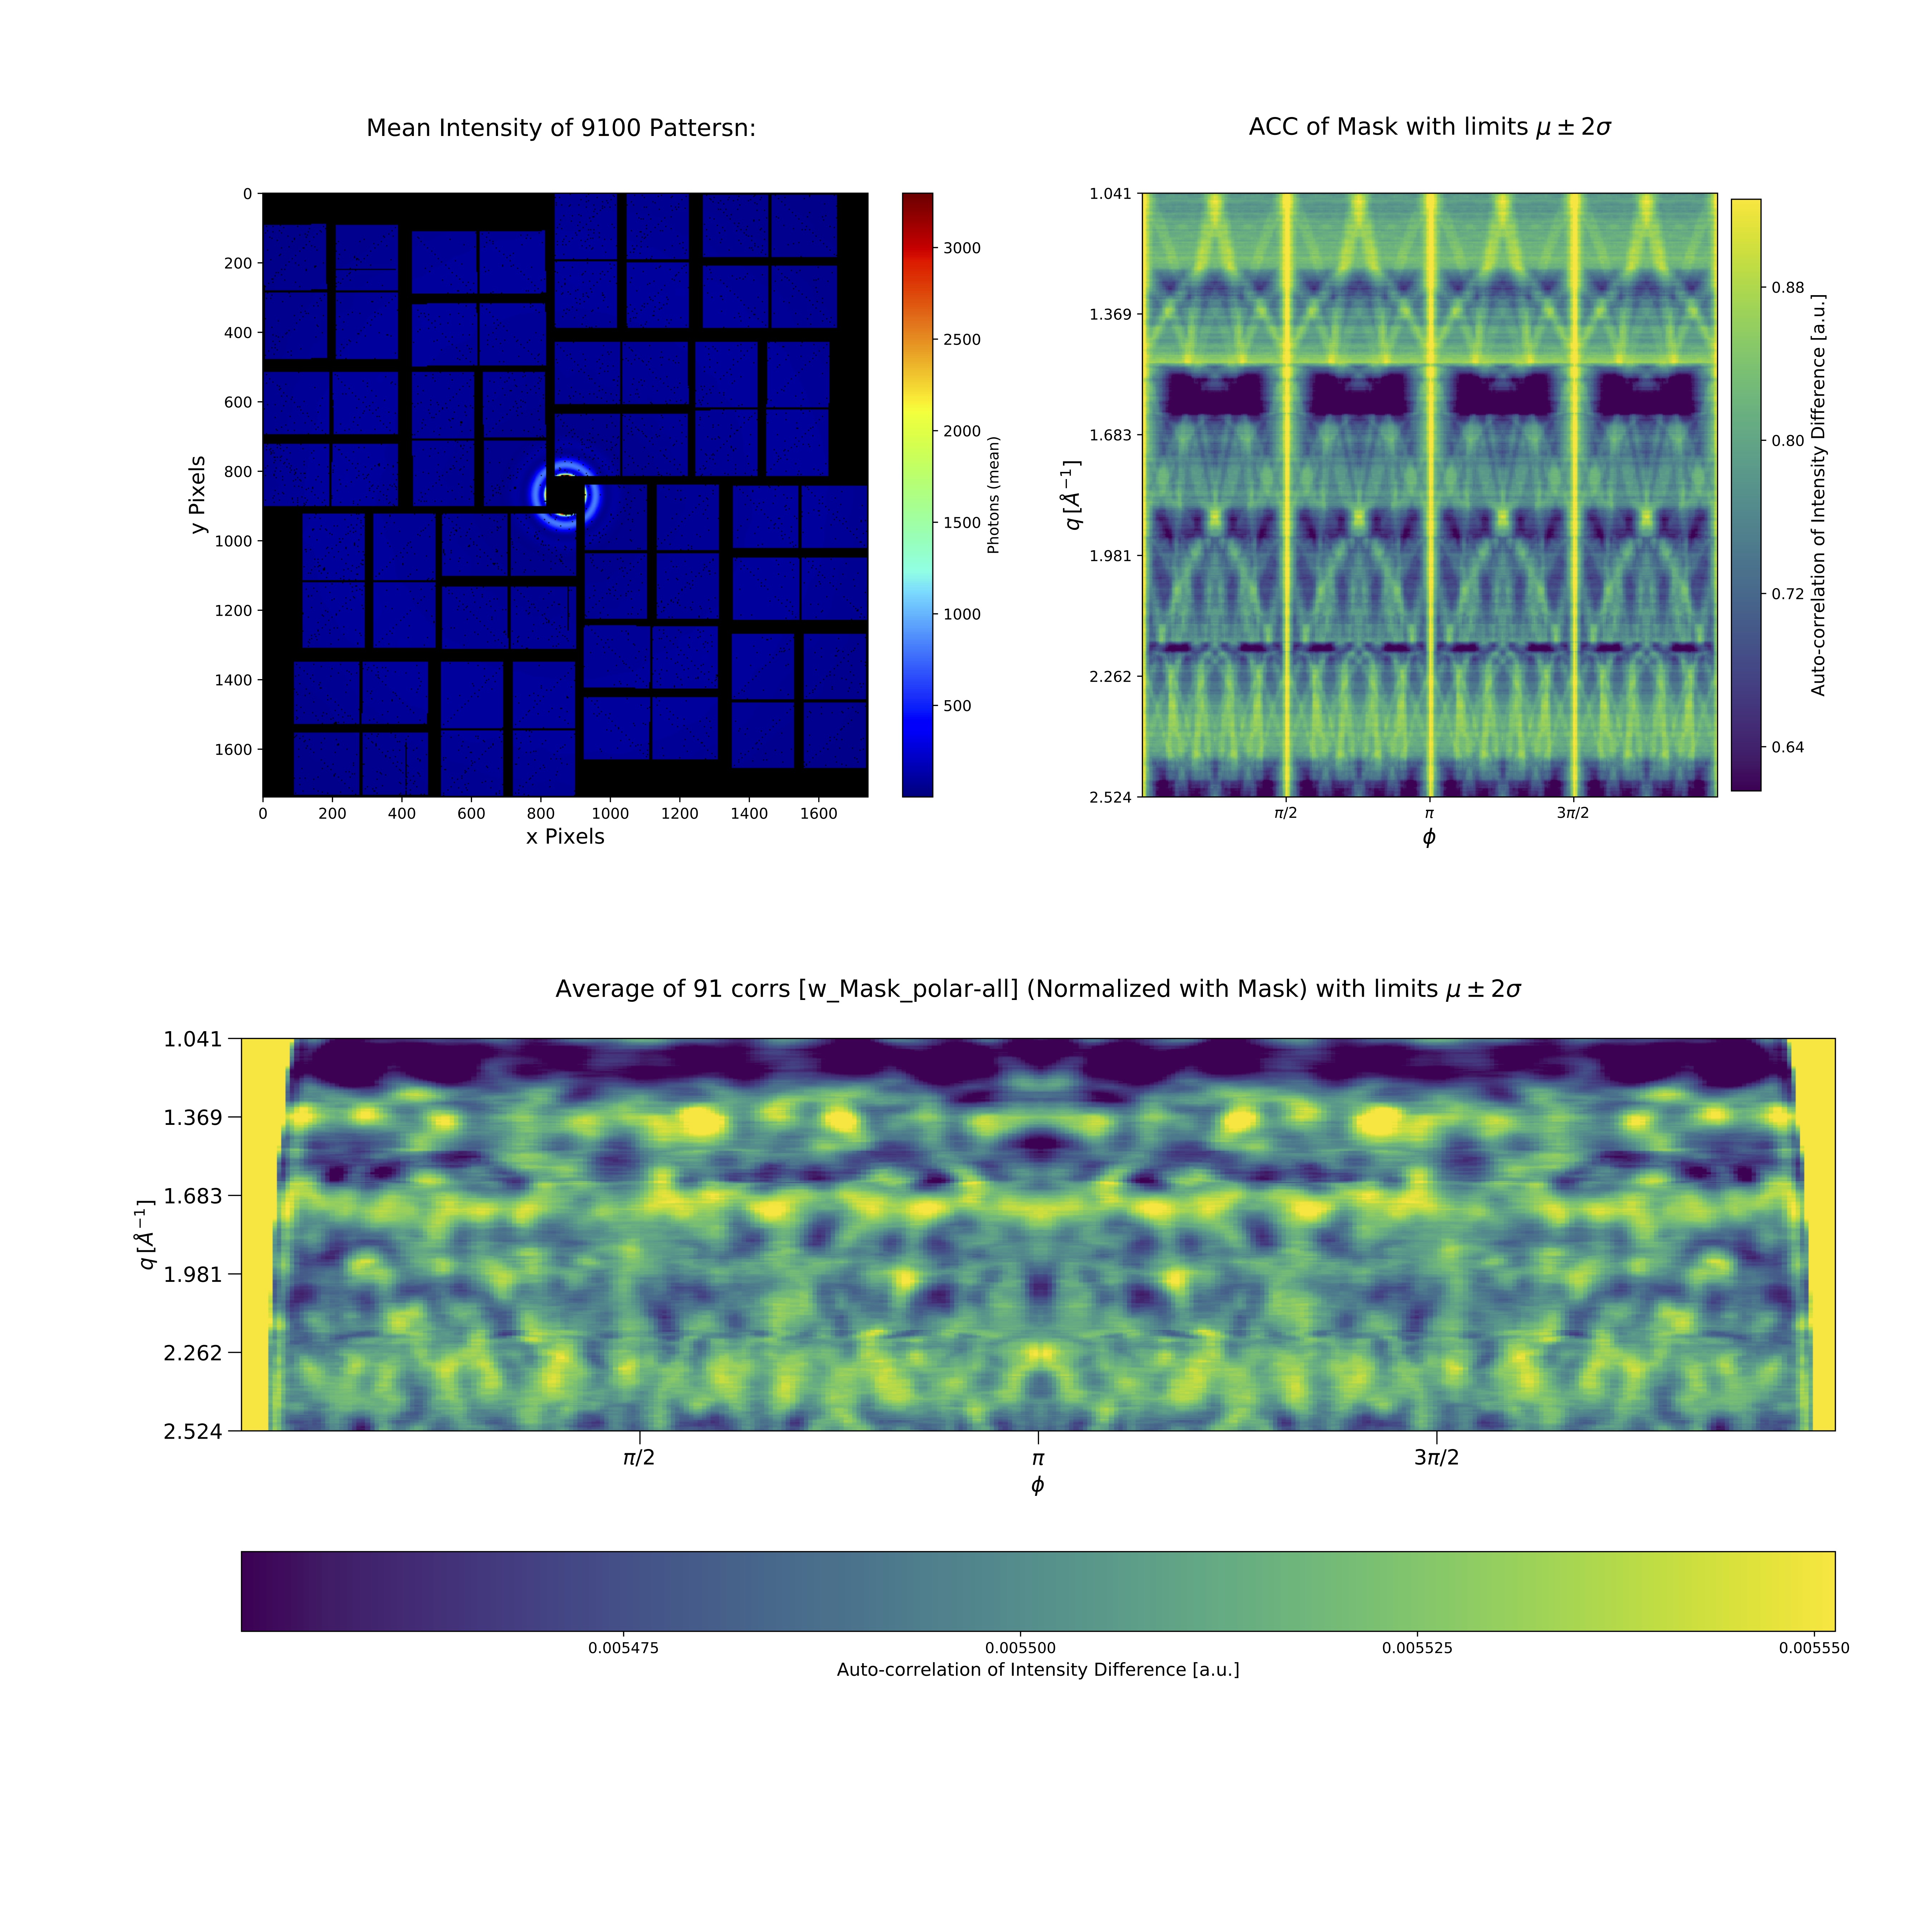 Mean Intensity of 9100 Pattersn:
0
200
400
600
800
1000
1200
1400
1600
y Pixels
0 200 400 600 800 1000 1200 1400 1600
x Pixels
3000
2500
2000
1500
1000
500
Photons (mean)
ACC of Mask with limits μ ± 2σ
1.041
1.369
1.683
1.981
2.262
2.524
q [Å⁻¹]
π/2 π 3π/2
ϕ
0.88
0.80
0.72
0.64
Auto-correlation of Intensity Difference [a.u.]
Average of 91 corrs [w_Mask_polar-all] (Normalized with Mask) with limits μ ± 2σ
1.041
1.369
1.683
1.981
2.262
2.524
q [Å⁻¹]
π/2 π 3π/2
ϕ
0.005475 0.005500 0.005525 0.005550
Auto-correlation of Intensity Difference [a.u.]